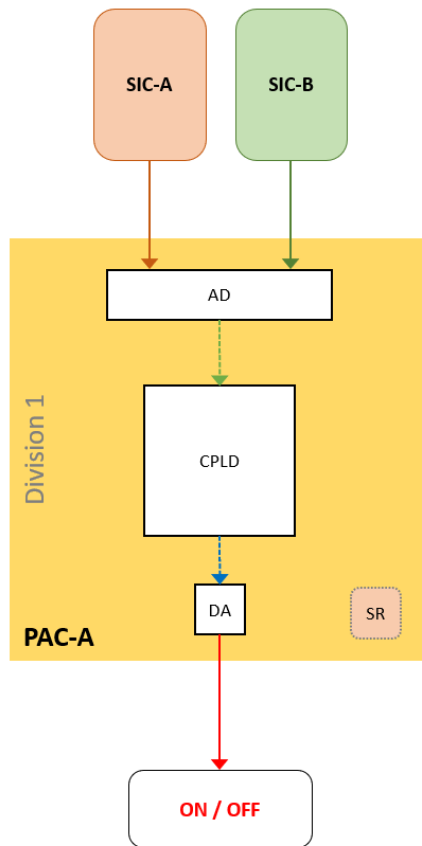 SIC-A
SIC-B
AD
Division 1
CPLD
DA
SR
PAC-A
ON / OFF